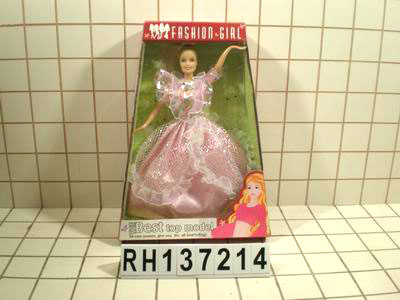 FASHION-GIRL
Best top model
RH137214